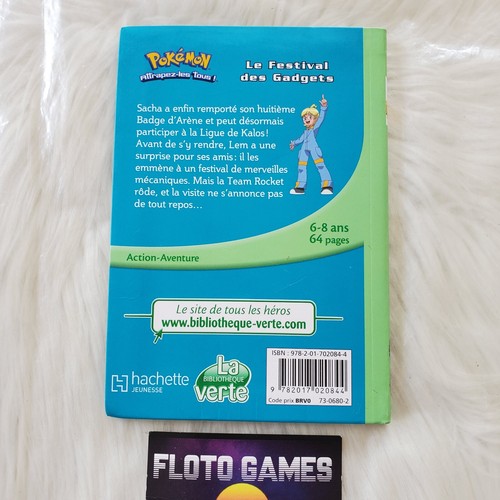 POKéMON
Attrapez-les Tous !
Le Festival
des Gadgets
Sacha a enfin remporté son huitième
Badge d'Arène et peut désormais
participer à la Ligue de Kalos !
Avant de s'y rendre, Lem a une
surprise pour ses amis : il les
emmène à un festival de merveilles
mécaniques. Mais la Team Rocket
rôde, et la visite ne s'annonce pas
de tout repos...
6-8 ans
64 pages
Action-Aventure
Le site de tous les héros
www.bibliotheque-verte.com
hachette
JEUNESSE
La
BIBLIOTHÈQUE
verte
ISBN : 978-2-01-702084-4
9 782017 020844
Code prix BRV0 73-0680-2
FLOTO GAMES